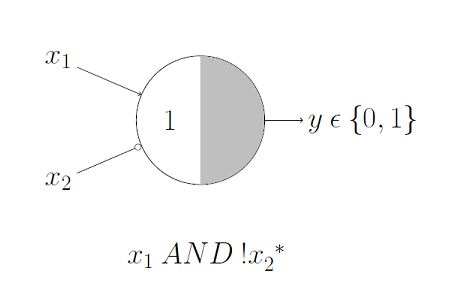 x₁
1
y ϵ {0, 1}
x₂
x₁ AND !x₂*